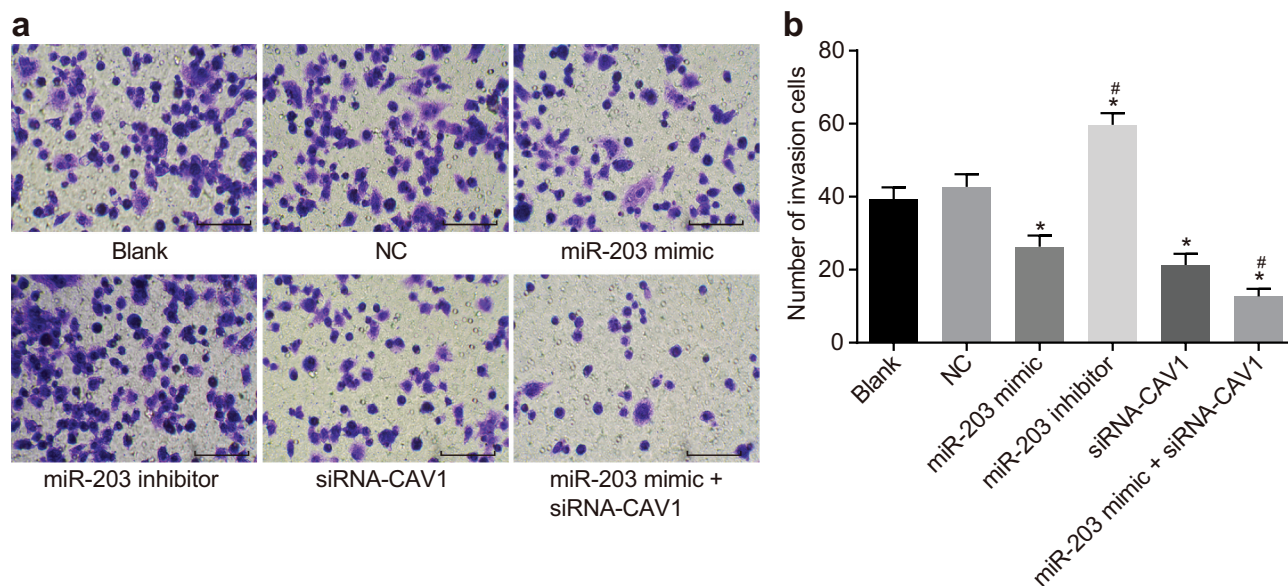 a
Blank
NC
miR-203 mimic
miR-203 inhibitor
siRNA-CAV1
miR-203 mimic +
siRNA-CAV1
b
Number of invasion cells
80
60
40
20
0
*
#
*
*
#
*
Blank
NC
miR-203 mimic
miR-203 inhibitor
siRNA-CAV1
miR-203 mimic + siRNA-CAV1